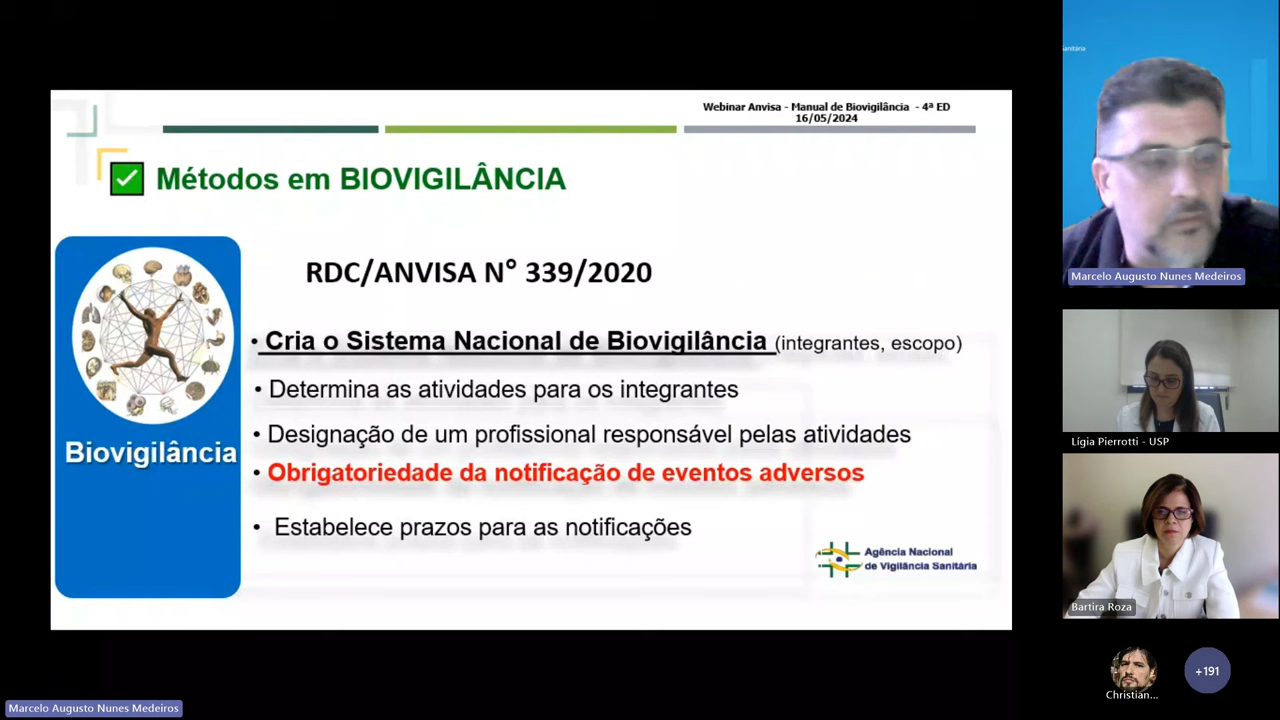 Webinar Anvisa - Manual de Biovigilância - 4ª ED
16/05/2024
Métodos em BIOVIGILÂNCIA
RDC/ANVISA N° 339/2020
• Cria o Sistema Nacional de Biovigilância (integrantes, escopo)
• Determina as atividades para os integrantes
• Designação de um profissional responsável pelas atividades
• Obrigatoriedade da notificação de eventos adversos
• Estabelece prazos para as notificações
Biovigilância
Agência Nacional
de Vigilância Sanitária
anitária
Marcelo Augusto Nunes Medeiros
Lígia Pierrotti - USP
Bartira Roza
Christian...
+191
Marcelo Augusto Nunes Medeiros